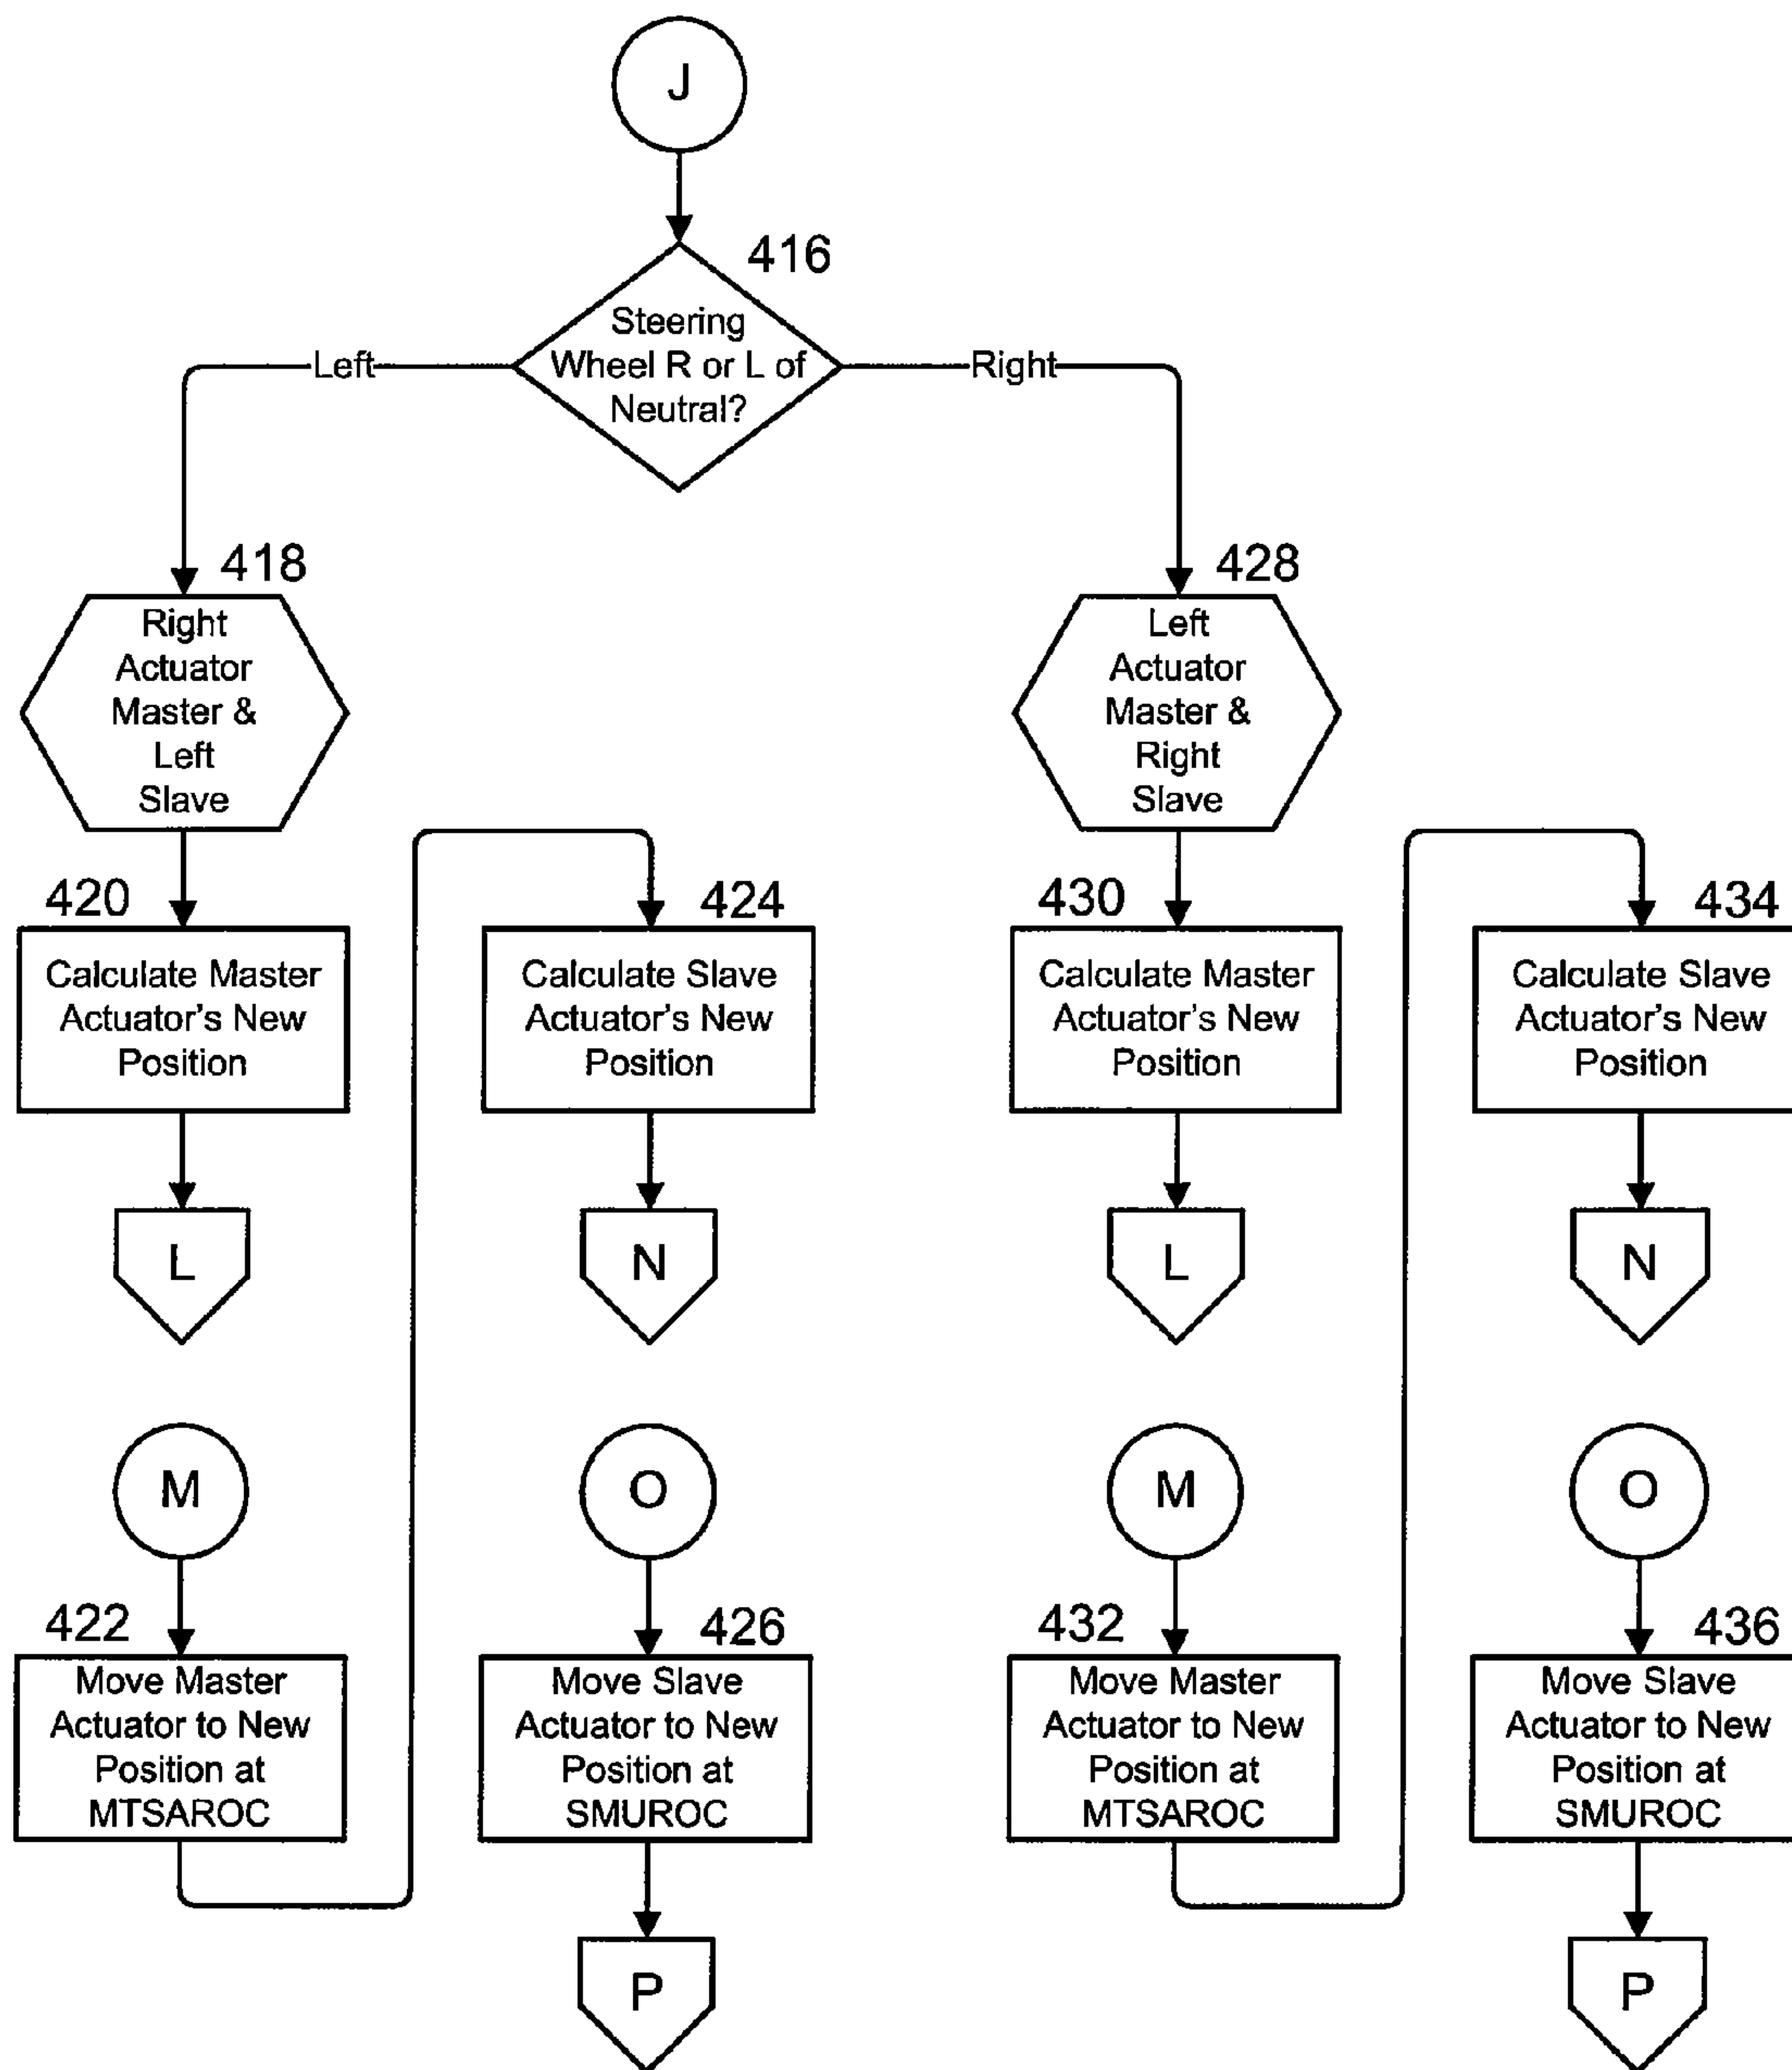 J
416
Steering
Wheel R or L of
Neutral?
Left
Right
418
Right
Actuator
Master &
Left
Slave
428
Left
Actuator
Master &
Right
Slave
420
Calculate Master
Actuator's New
Position
424
Calculate Slave
Actuator's New
Position
430
Calculate Master
Actuator's New
Position
434
Calculate Slave
Actuator's New
Position
L
N
L
N
M
O
M
O
422
Move Master
Actuator to New
Position at
MTSAROC
426
Move Slave
Actuator to New
Position at
SMUROC
432
Move Master
Actuator to New
Position at
MTSAROC
436
Move Slave
Actuator to New
Position at
SMUROC
P
P